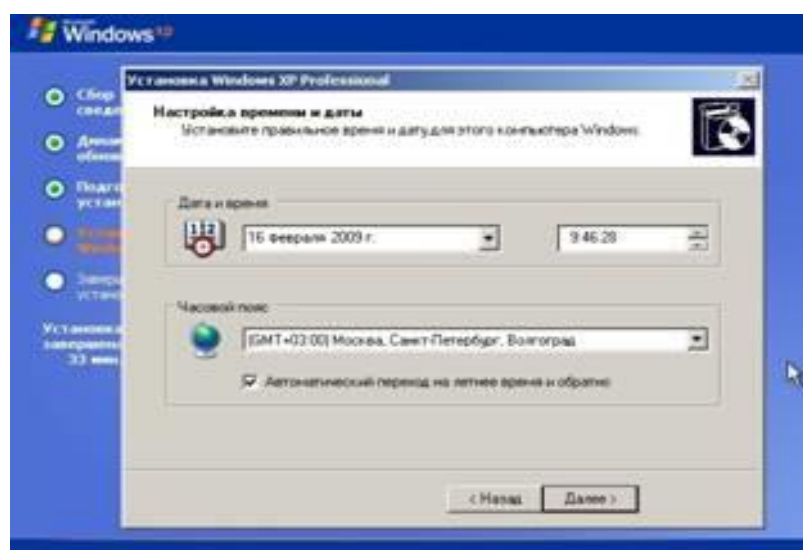 Windows xp
Установка Windows XP Professional
Сбор
Настройка времени и даты
Установите правильное время и дату для этого компьютера Windows.
Дата и время
16 февраля 2009 г.
9:46:28
Часовой пояс
(GMT+03:00) Москва, Санкт-Петербург, Волгоград
Автоматический переход на летнее время и обратно
Установка
33 мин
< Назад
Далее >